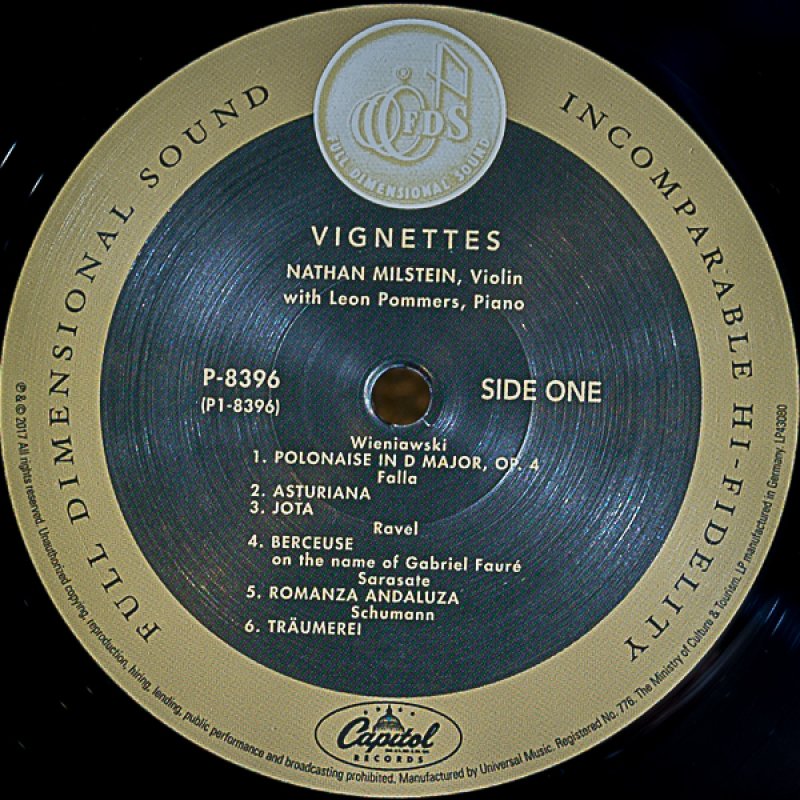 FDS
FULL DIMENSIONAL SOUND
FULL DIMENSIONAL SOUND
INCOMPARABLE HI-FIDELITY
VIGNETTES
NATHAN MILSTEIN, Violin
with Leon Pommers, Piano
P-8396
(P1-8396)
SIDE ONE
Wieniawski
1. POLONAISE IN D MAJOR, OP. 4
Falla
2. ASTURIANA
3. JOTA
Ravel
4. BERCEUSE
on the name of Gabriel Fauré
Sarasate
5. ROMANZA ANDALUZA
Schumann
6. TRÄUMEREI
Capitol
RECORDS
℗ & © 2017 All rights reserved. Unauthorized copying, reproduction, hiring, lending, public performance and broadcasting prohibited. Manufactured by Universal Music. Registered No. 776. The Ministry of Culture & Tourism. LP manufactured in Germany, LP43080